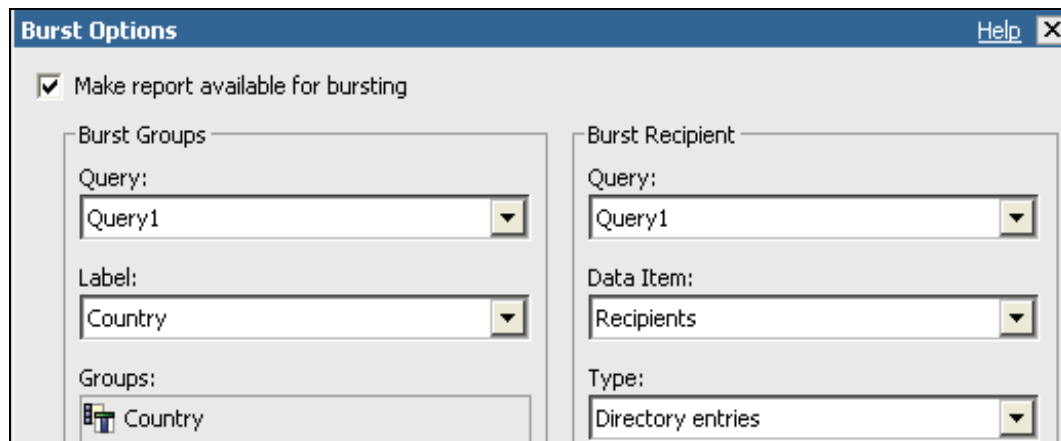 Burst Options Help
Make report available for bursting
Burst Groups
Query:
Query1
Label:
Country
Groups:
Country
Burst Recipient
Query:
Query1
Data Item:
Recipients
Type:
Directory entries